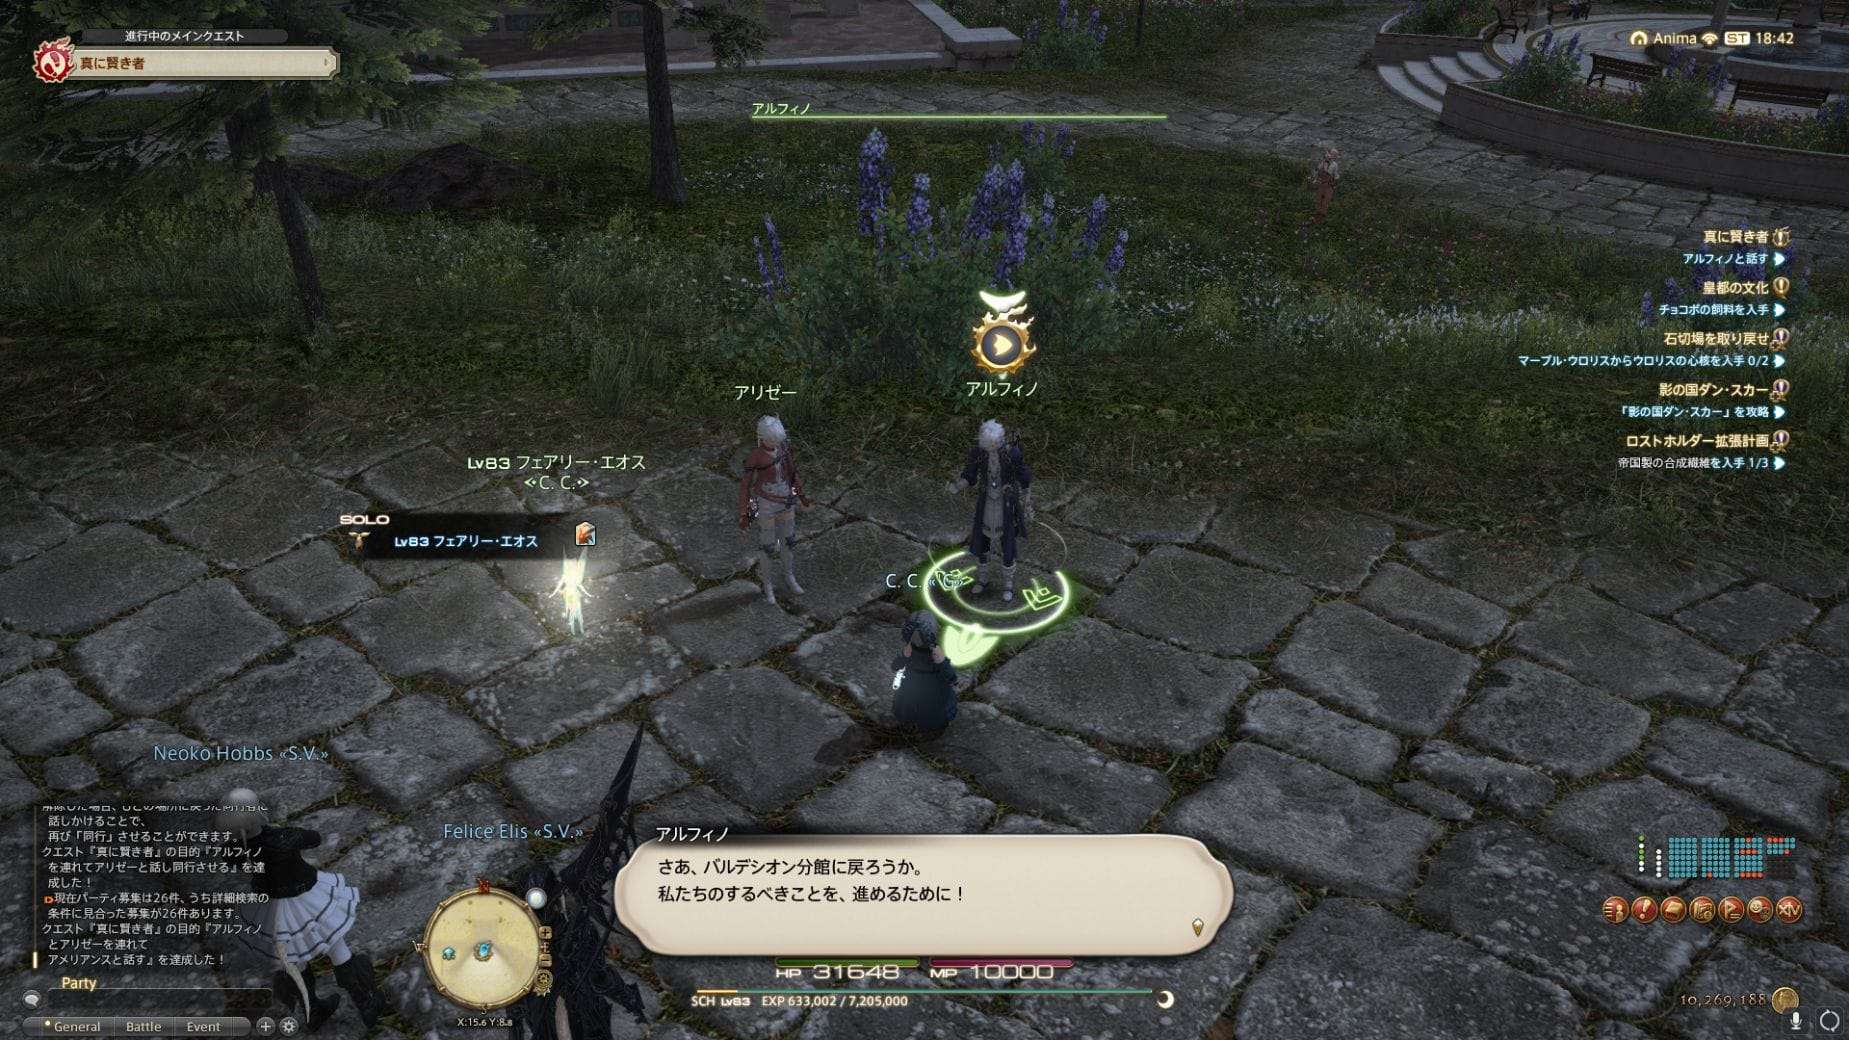 進行中のメインクエスト
真に賢き者
Anima ST 18:42
アルフィノ
真に賢き者
アルフィノと話す
皇都の文化
チョコボの飼料を入手
石切場を取り戻せ
マーブル・ウロリスからウロリスの心核を入手 0/2
影の国ダン・スカー
「影の国ダン・スカー」を攻略
ロストホルダー拡張計画
帝国製の合成繊維を入手 1/3
アリゼー
アルフィノ
Lv83 フェアリー・エオス
<C. C.>
SOLO
Lv83 フェアリー・エオス
C. C.
Neoko Hobbs «S.V.»
Felice Elis «S.V.»
話しかけることで、
再び「同行」させることができます。
クエスト『真に賢き者』の目的『アルフィノ
を連れてアリゼーと話し同行させる』を達
成した！
現在パーティ募集は26件、うち詳細検索の
条件に見合った募集が26件あります。
クエスト『真に賢き者』の目的『アルフィノ
とアリゼーを連れて
アメリアンスと話す』を達成した！
Party
General Battle Event
X:15.6 Y:8.8
アルフィノ
さあ、バルデシオン分館に戻ろうか。
私たちのするべきことを、進めるために！
HP 31648 MP 10000
SCH Lv83 EXP 633,002 / 7,205,000
10,269,188
XIV